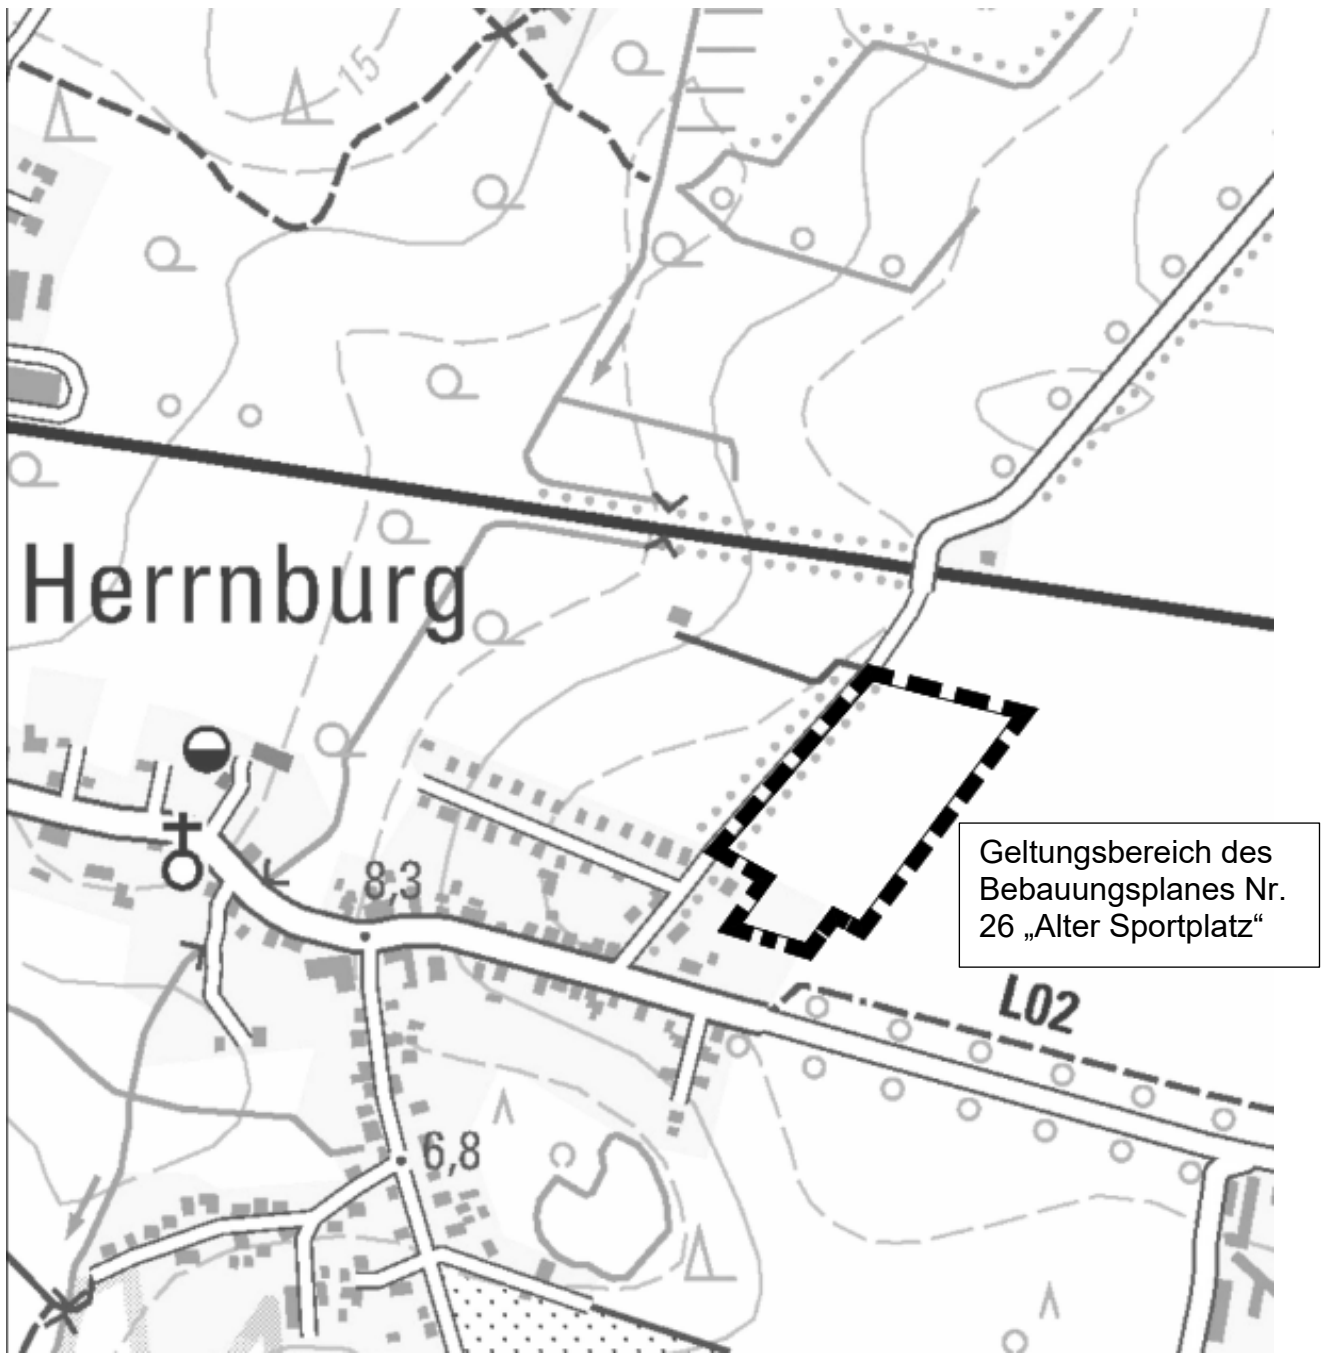 15
Herrnburg
8,3
Geltungsbereich des
Bebauungsplanes Nr.
26 „Alter Sportplatz“
L02
6,8